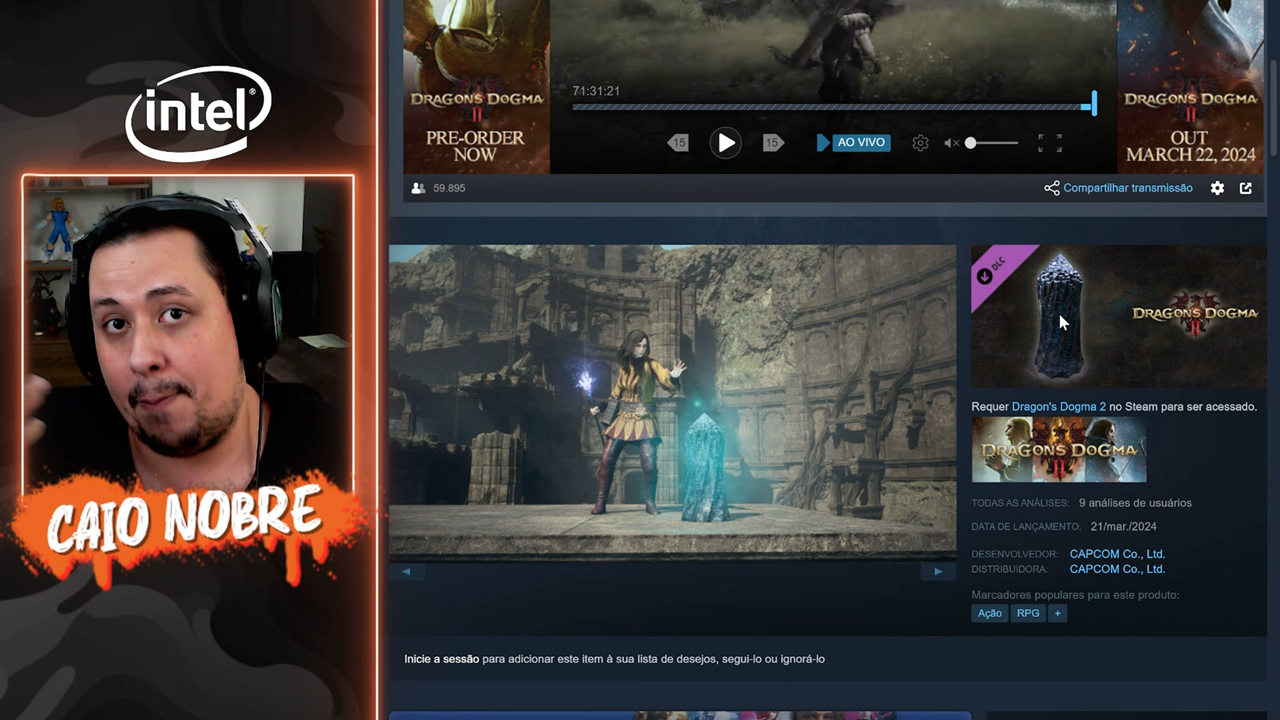 intel®
CAIO NOBRE
DRAGON'S DOGMA
II
PRE-ORDER
NOW
71:31:21
15
15
AO VIVO
DRAGON'S DOGMA
II
OUT
MARCH 22, 2024
59.895
Compartilhar transmissão
DLC
DRAGON'S DOGMA
II
Requer Dragon's Dogma 2 no Steam para ser acessado.
DRAGON'S DOGMA
II
TODAS AS ANÁLISES: 9 análises de usuários
DATA DE LANÇAMENTO: 21/mar./2024
DESENVOLVEDOR: CAPCOM Co., Ltd.
DISTRIBUIDORA: CAPCOM Co., Ltd.
Marcadores populares para este produto:
Ação RPG +
Inicie a sessão para adicionar este item à sua lista de desejos, segui-lo ou ignorá-lo